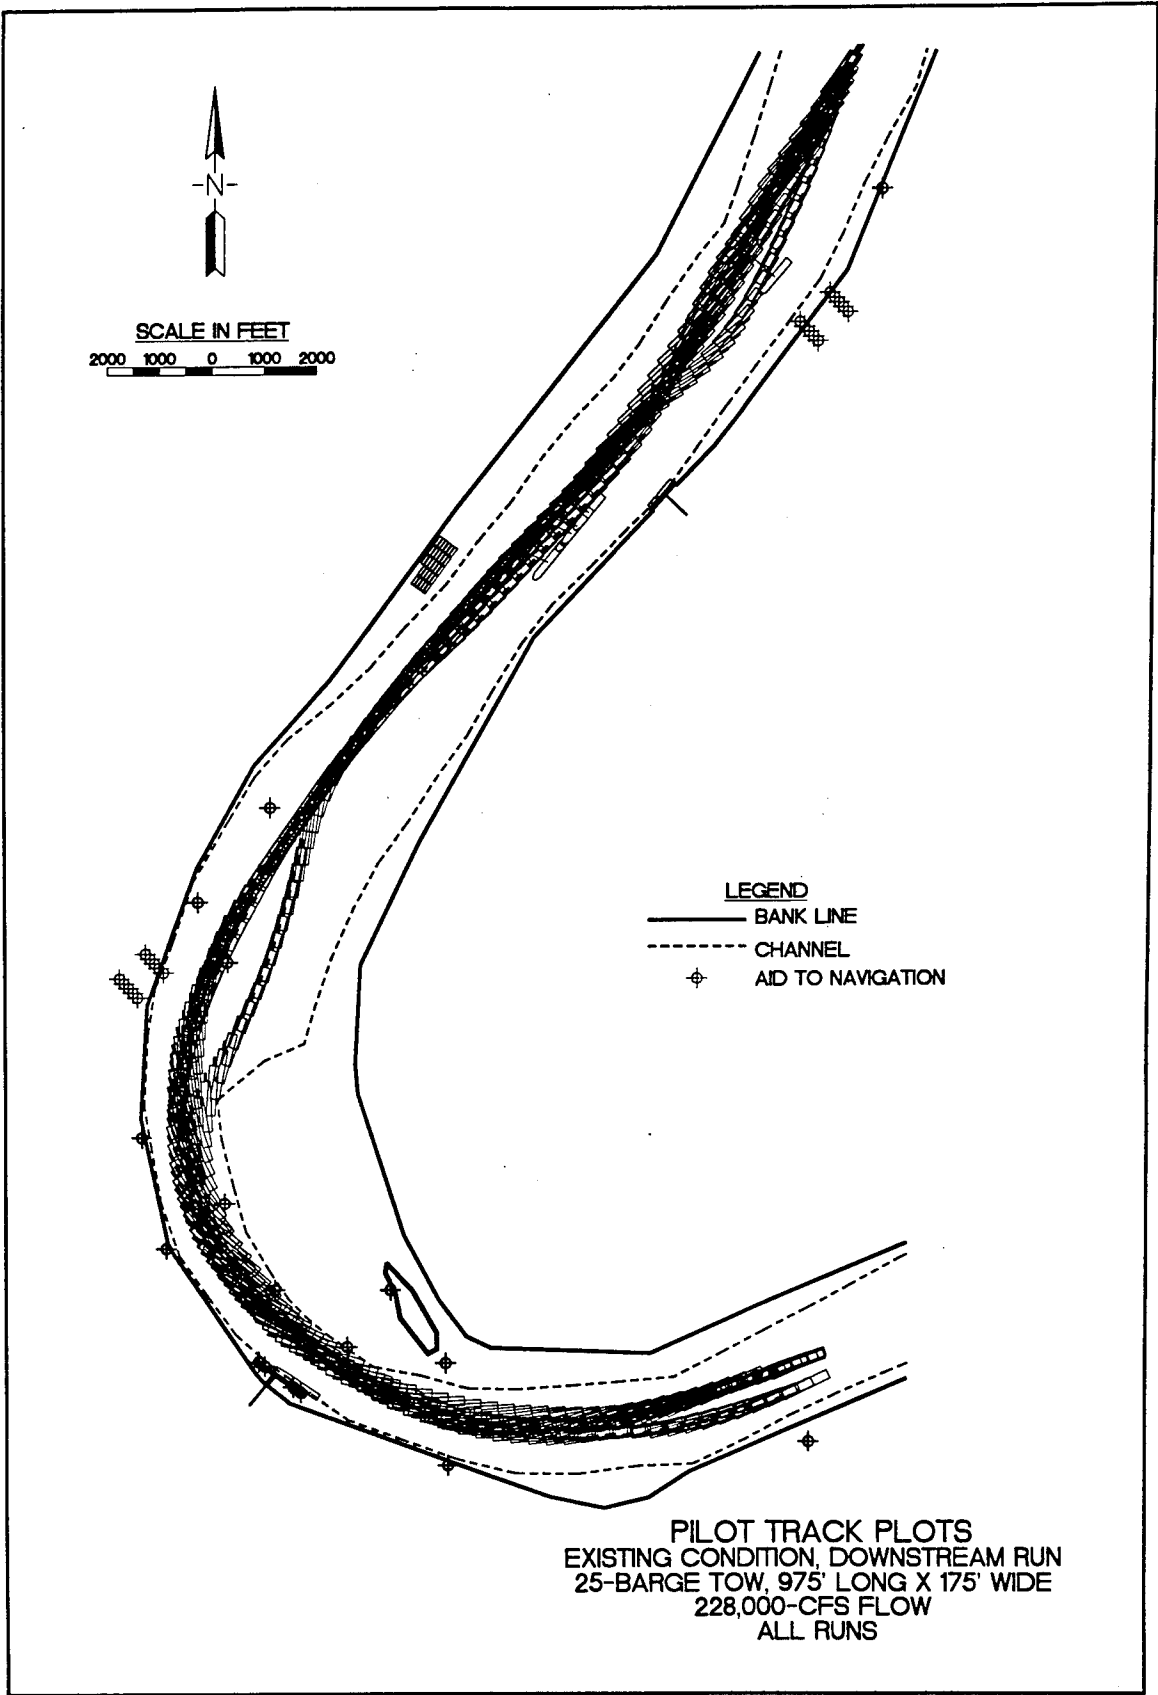 -N-
SCALE IN FEET
2000 1000 0 1000 2000
LEGEND
BANK LINE
CHANNEL
AID TO NAVIGATION
PILOT TRACK PLOTS
EXISTING CONDITION, DOWNSTREAM RUN
25-BARGE TOW, 975' LONG X 175' WIDE
228,000-CFS FLOW
ALL RUNS